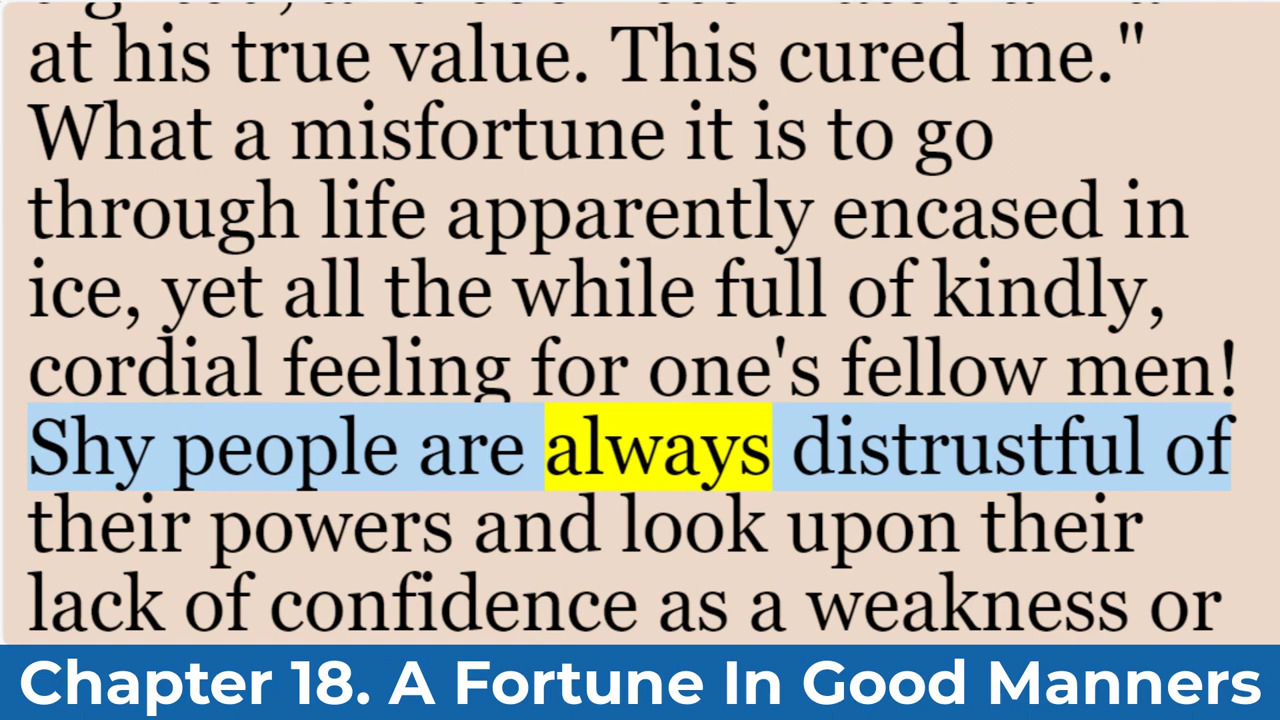 at his true value. This cured me."
What a misfortune it is to go
through life apparently encased in
ice, yet all the while full of kindly,
cordial feeling for one's fellow men!
Shy people are always distrustful of
their powers and look upon their
lack of confidence as a weakness or
Chapter 18. A Fortune In Good Manners